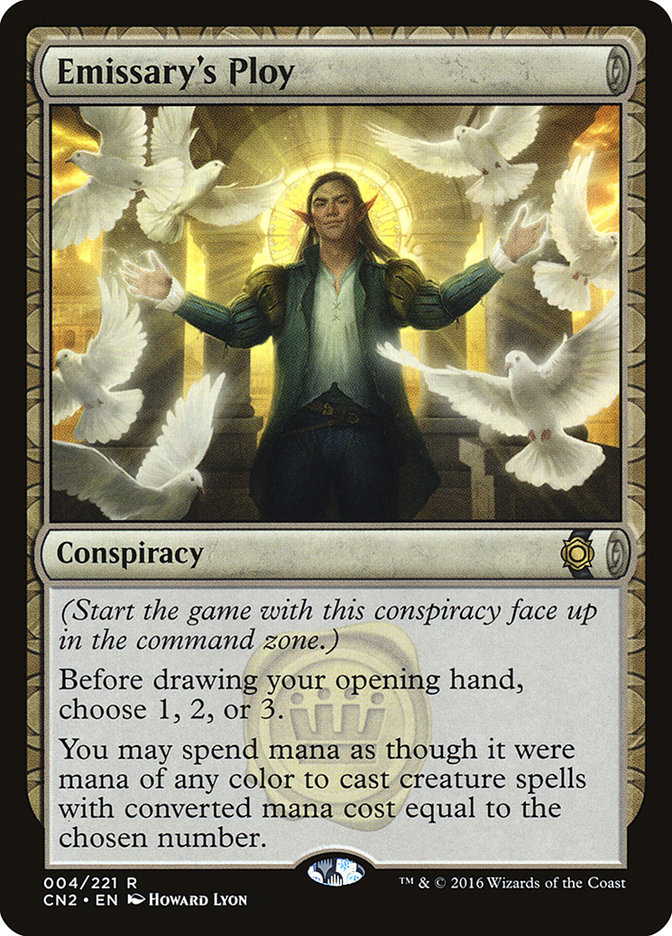 Emissary's Ploy
Conspiracy
(Start the game with this conspiracy face up
in the command zone.)
Before drawing your opening hand,
choose 1, 2, or 3.
You may spend mana as though it were
mana of any color to cast creature spells
with converted mana cost equal to the
chosen number.
004/221 R
CN2 • EN Howard Lyon
™ & © 2016 Wizards of the Coast